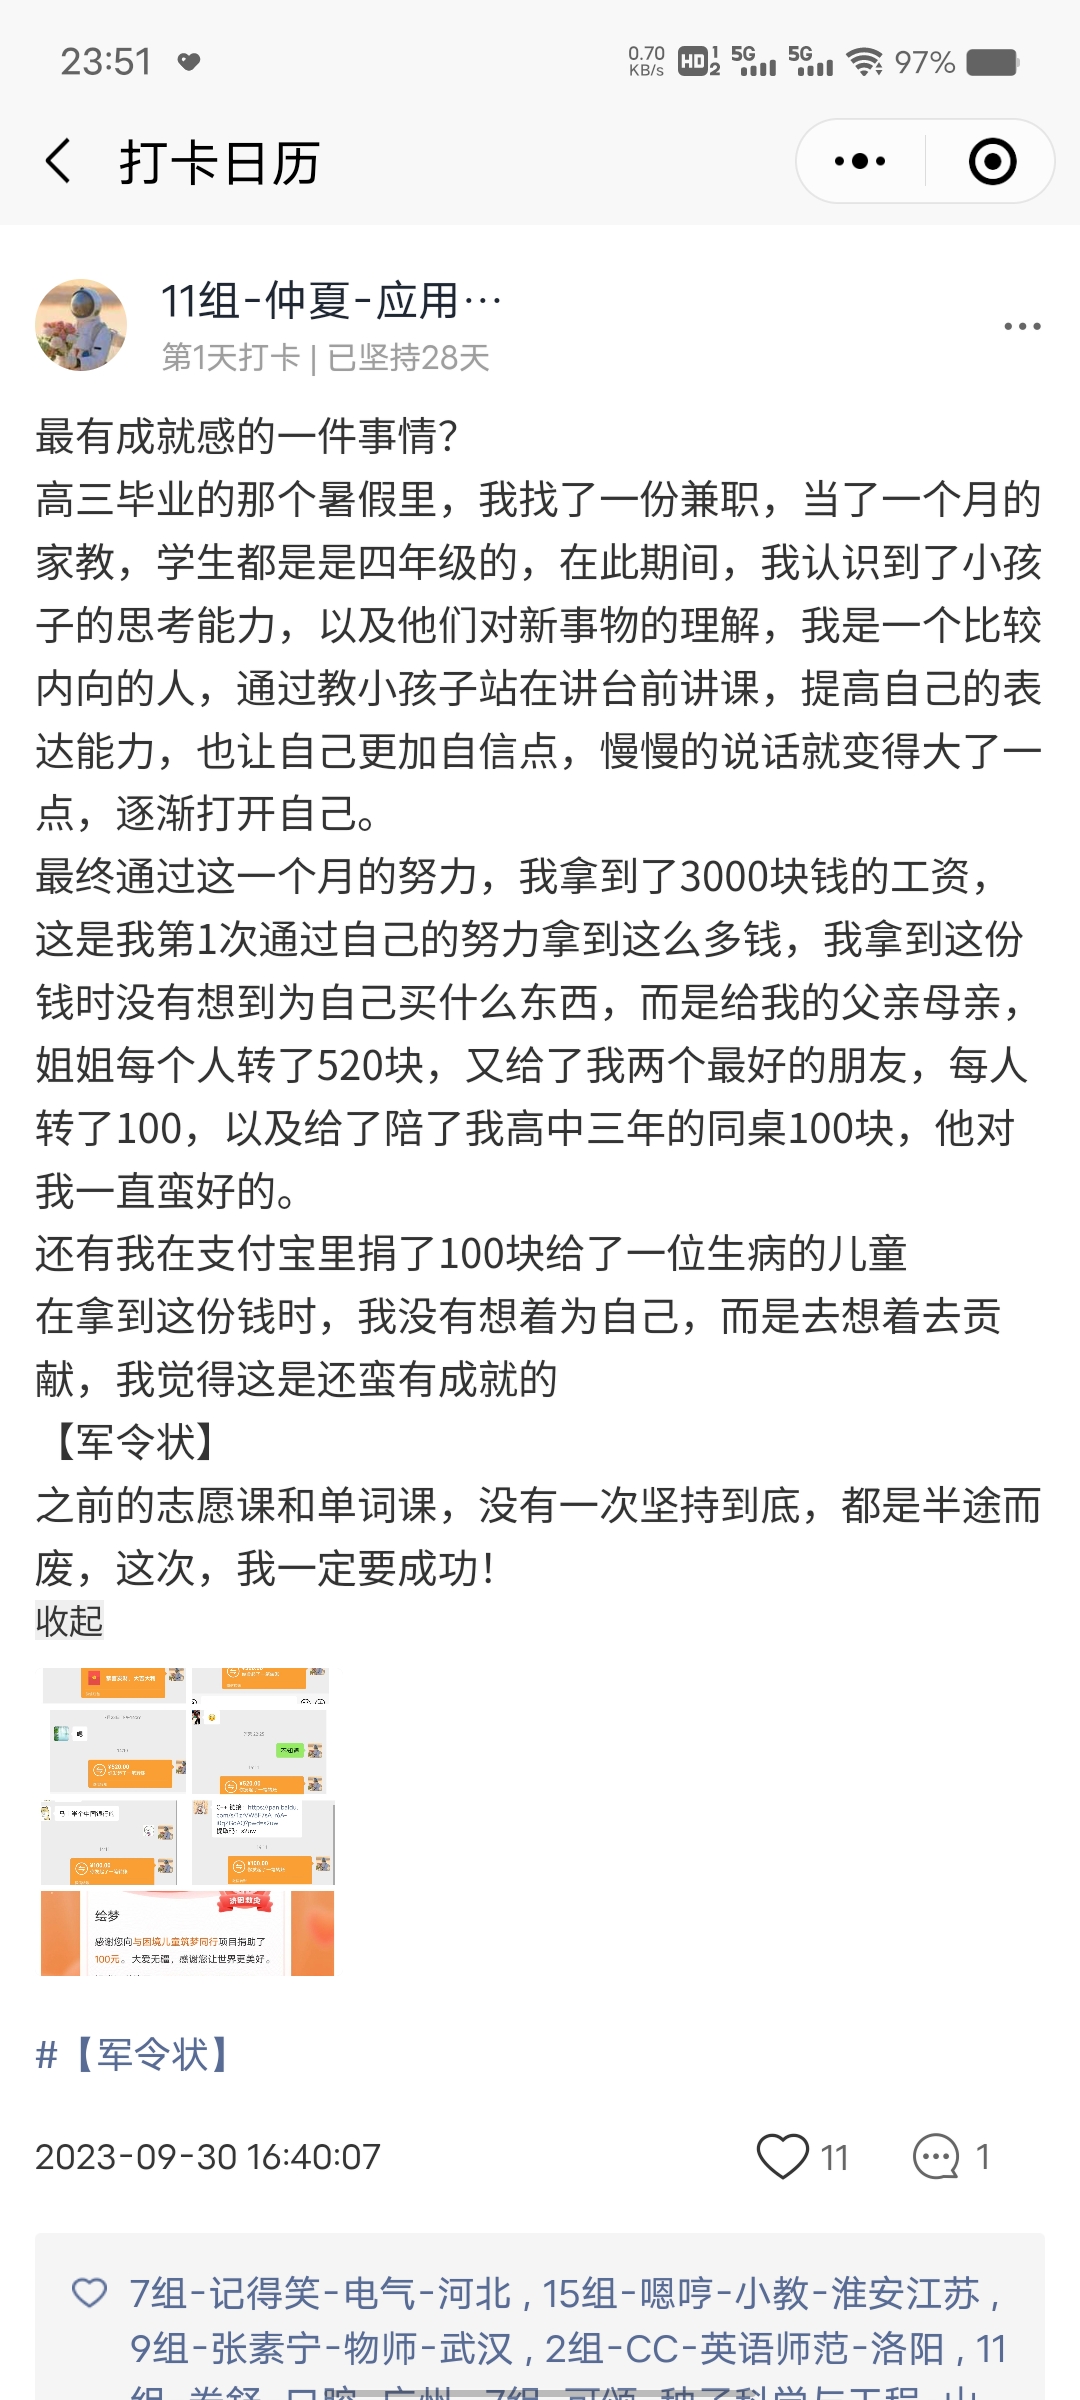 23:51
0.70 KB/s HD 1 2 5G 5G 97%
打卡日历
11组-仲夏-应用···
第1天打卡 | 已坚持28天
最有成就感的一件事情？
高三毕业的那个暑假里，我找了一份兼职，当了一个月的
家教，学生都是是四年级的，在此期间，我认识到了小孩
子的思考能力，以及他们对新事物的理解，我是一个比较
内向的人，通过教小孩子站在讲台前讲课，提高自己的表
达能力，也让自己更加自信点，慢慢的说话就变得大了一
点，逐渐打开自己。
最终通过这一个月的努力，我拿到了3000块钱的工资，
这是我第1次通过自己的努力拿到这么多钱，我拿到这份
钱时没有想到为自己买什么东西，而是给我的父亲母亲，
姐姐每个人转了520块，又给了我两个最好的朋友，每人
转了100，以及给了陪了我高中三年的同桌100块，他对
我一直蛮好的。
还有我在支付宝里捐了100块给了一位生病的儿童
在拿到这份钱时，我没有想着为自己，而是去想着去贡
献，我觉得这是还蛮有成就的
【军令状】
之前的志愿课和单词课，没有一次坚持到底，都是半途而
废，这次，我一定要成功！
收起
¥520.00
¥520.00
¥100.00
¥100.00
绘梦
感谢您向与困境儿童筑梦同行项目捐助了
100元。大爱无疆，感谢您让世界更美好。
#【军令状】
2023-09-30 16:40:07
11
1
7组-记得笑-电气-河北 , 15组-嗯哼-小教-淮安江苏 ,
9组-张素宁-物师-武汉 , 2组-CC-英语师范-洛阳 , 11